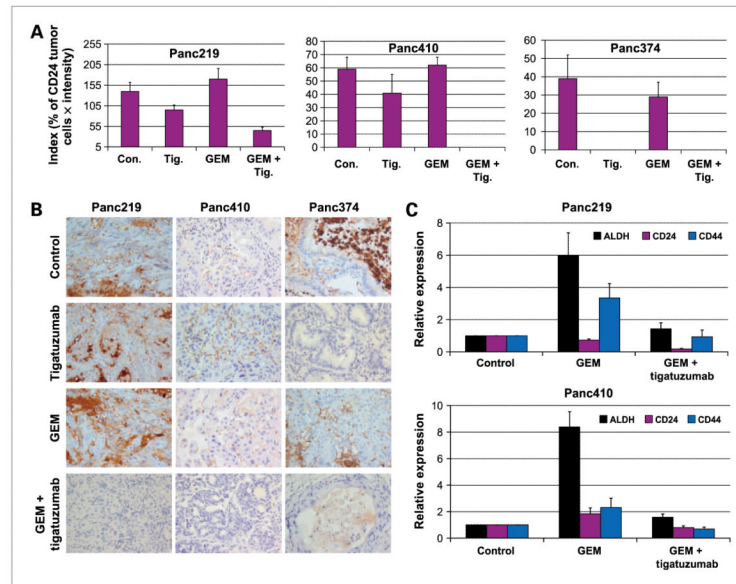 A
Panc219
Panc410
Panc374
Index (% of CD24 tumor
cells × intensity)
255
205
155
105
55
5
Con. Tig. GEM GEM +
Tig.
80
70
60
50
40
30
20
10
0
Con. Tig. GEM GEM +
Tig.
60
50
40
30
20
10
0
Con. Tig. GEM GEM +
Tig.
B
Panc219 Panc410 Panc374
Control
Tigatuzumab
GEM
GEM +
tigatuzumab
C
Panc219
ALDH CD24 CD44
Relative expression
8
6
4
2
0
Control GEM GEM +
tigatuzumab
Panc410
ALDH CD24 CD44
Relative expression
10
8
6
4
2
0
Control GEM GEM +
tigatuzumab